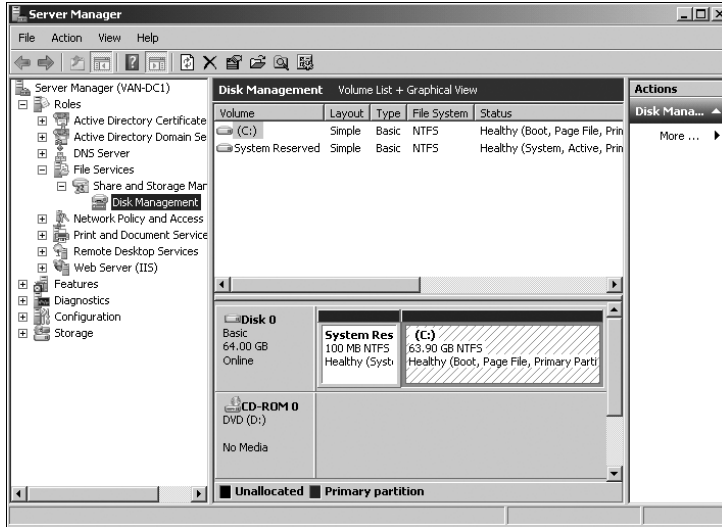 Server Manager
File Action View Help
Server Manager (VAN-DC1)
Roles
Active Directory Certificate
Active Directory Domain Se
DNS Server
File Services
Share and Storage Mar
Disk Management
Network Policy and Access
Print and Document Service
Remote Desktop Services
Web Server (IIS)
Features
Diagnostics
Configuration
Storage
Disk Management Volume List + Graphical View
Volume Layout Type File System Status
(C:) Simple Basic NTFS Healthy (Boot, Page File, Prin
System Reserved Simple Basic NTFS Healthy (System, Active, Prin
Disk 0
Basic
64.00 GB
Online
System Res
100 MB NTFS
Healthy (Syst
(C:)
63.90 GB NTFS
Healthy (Boot, Page File, Primary Parti
CD-ROM 0
DVD (D:)
No Media
Unallocated Primary partition
Actions
Disk Mana...
More ...